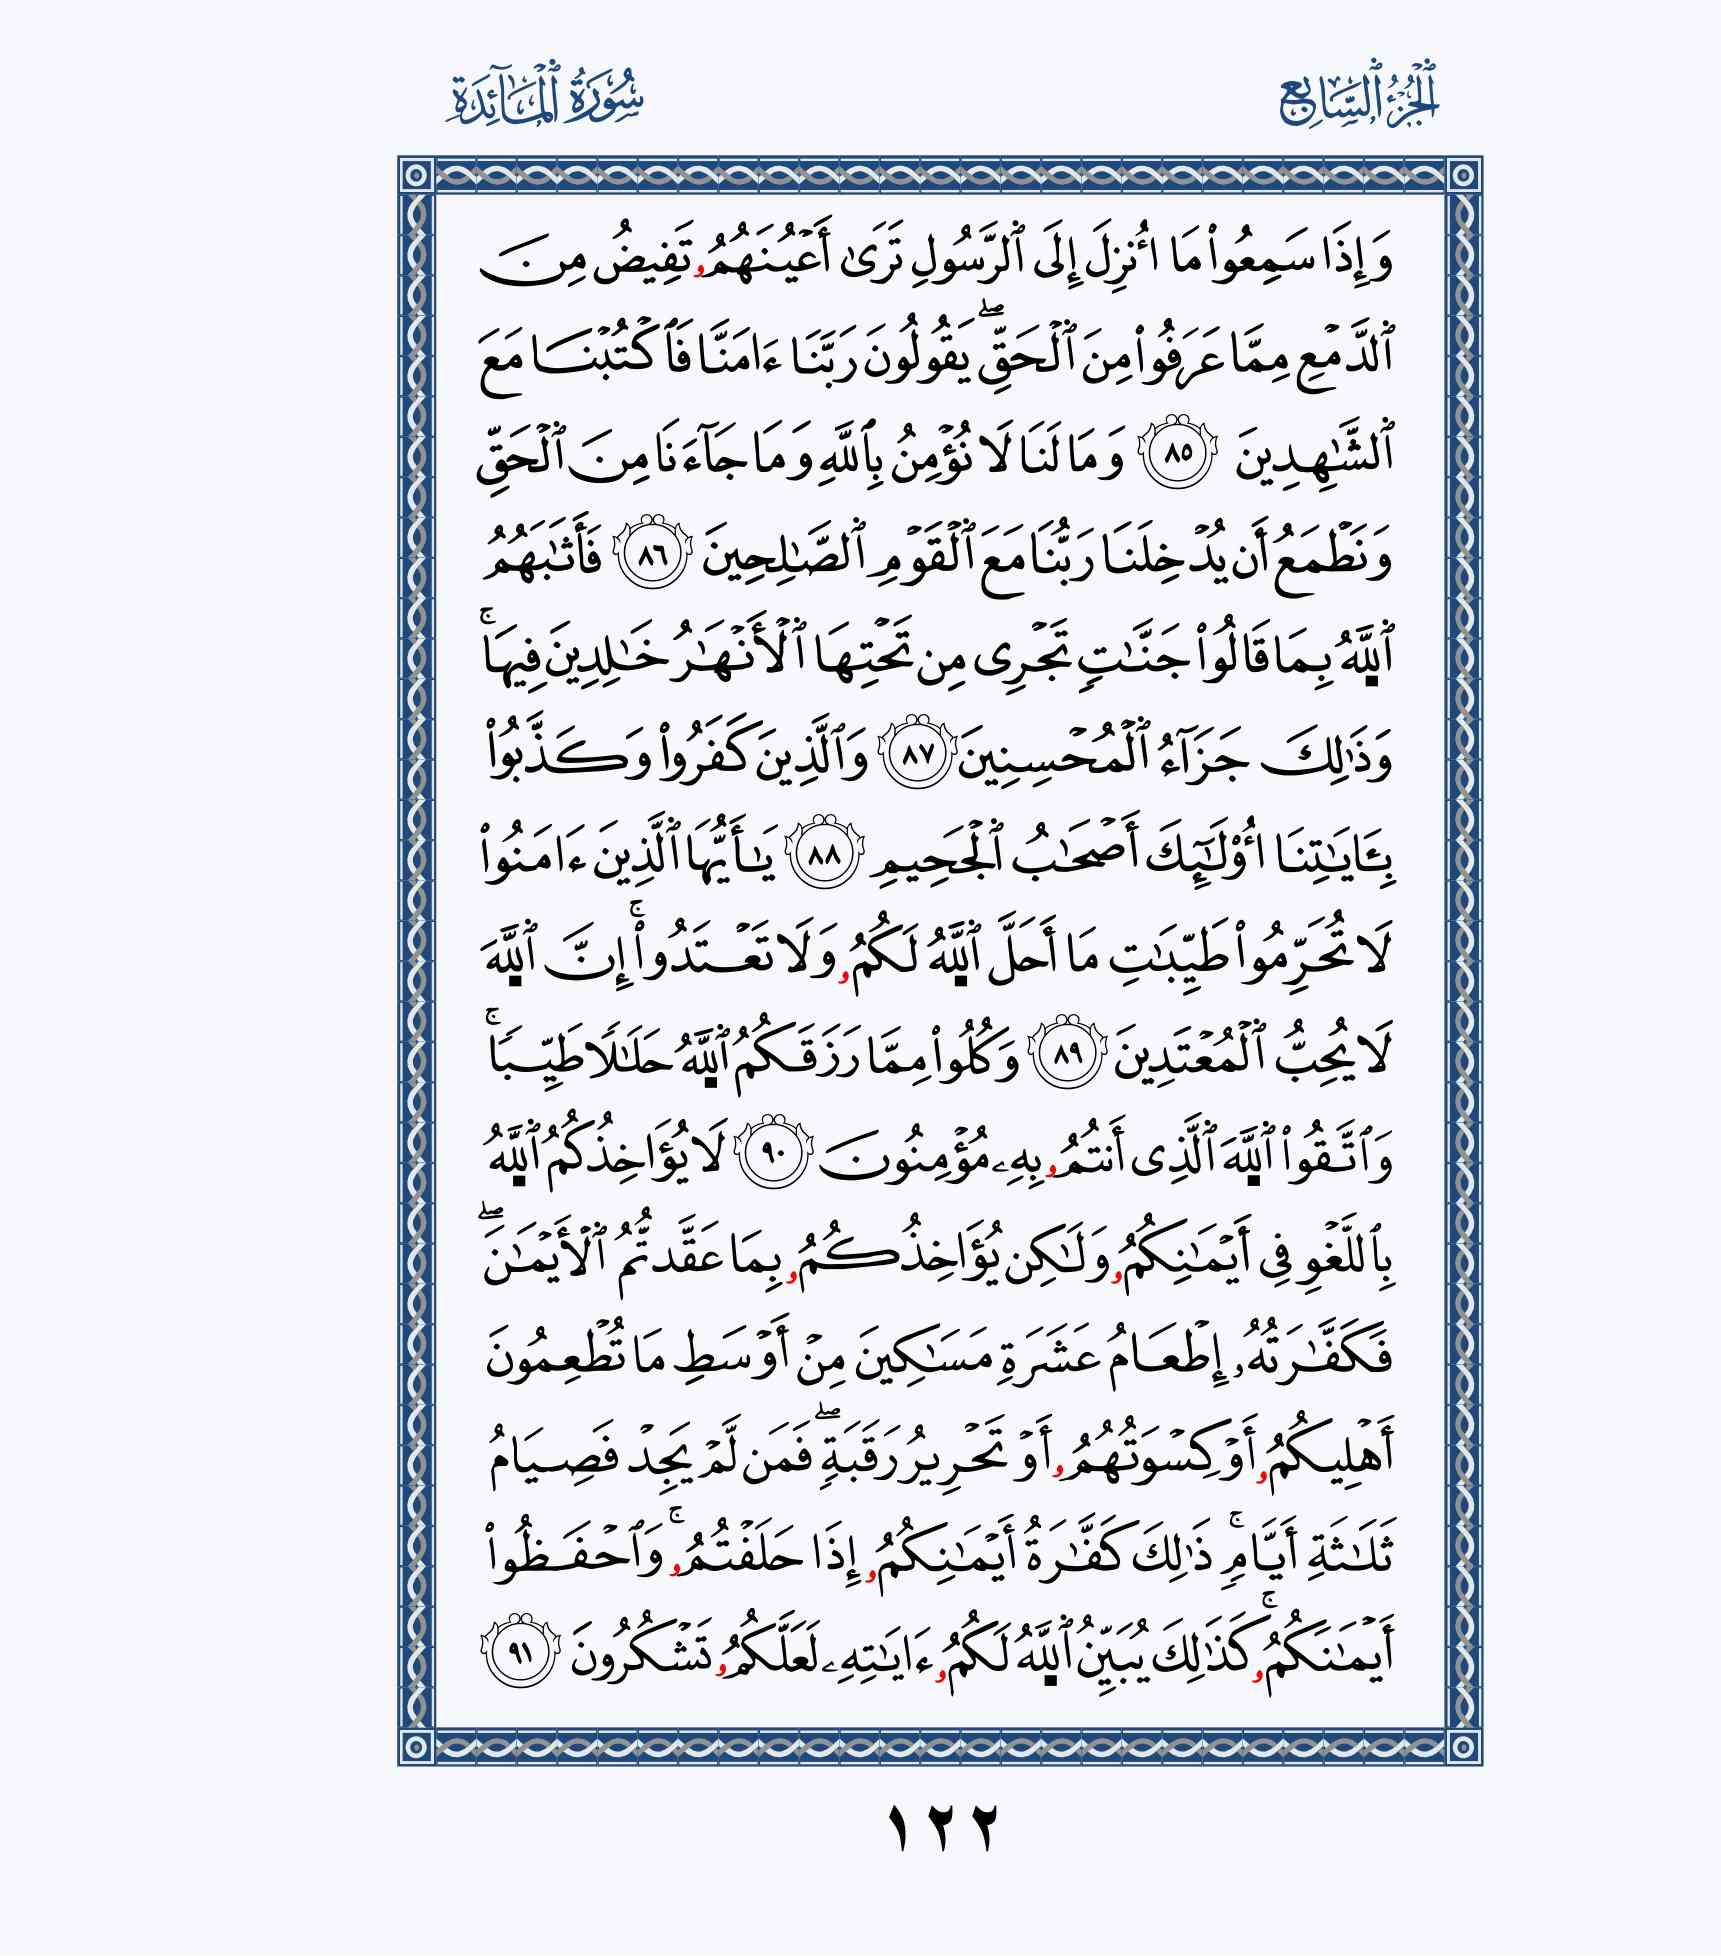 ٱلْجُزْءُ ٱلسَّابِعُ
سُورَةُ ٱلْمَآئِدَةِ
وَإِذَا سَمِعُوا۟ مَا أُنزِلَ إِلَى ٱلرَّسُولِ تَرَىٰ أَعْيُنَهُمُۥ تَفِيضُ مِنَ
ٱلدَّمْعِ مِمَّا عَرَفُوا۟ مِنَ ٱلْحَقِّۖ يَقُولُونَ رَبَّنَا ءَامَنَّا فَٱكْتُبْنَا مَعَ
ٱلشَّٰهِدِينَ ٨٥ وَمَا لَنَا لَا نُؤْمِنُ بِٱللَّهِ وَمَا جَآءَنَا مِنَ ٱلْحَقِّ
وَنَطْمَعُ أَن يُدْخِلَنَا رَبُّنَا مَعَ ٱلْقَوْمِ ٱلصَّٰلِحِينَ ٨٦ فَأَثَٰبَهُمُ
ٱللَّهُ بِمَا قَالُوا۟ جَنَّٰتٍ تَجْرِى مِن تَحْتِهَا ٱلْأَنْهَٰرُ خَٰلِدِينَ فِيهَاۚ
وَذَٰلِكَ جَزَآءُ ٱلْمُحْسِنِينَ ٨٧ وَٱلَّذِينَ كَفَرُوا۟ وَكَذَّبُوا۟
بِـَٔايَٰتِنَا أُو۟لَٰٓئِكَ أَصْحَٰبُ ٱلْجَحِيمِ ٨٨ يَٰأَيُّهَا ٱلَّذِينَ ءَامَنُوا۟
لَا تُحَرِّمُوا۟ طَيِّبَٰتِ مَا أَحَلَّ ٱللَّهُ لَكُمُۥ وَلَا تَعْتَدُوا۟ۚ إِنَّ ٱللَّهَ
لَا يُحِبُّ ٱلْمُعْتَدِينَ ٨٩ وَكُلُوا۟ مِمَّا رَزَقَكُمُ ٱللَّهُ حَلَٰلًا طَيِّبًاۚ
وَٱتَّقُوا۟ ٱللَّهَ ٱلَّذِى أَنتُمُۥ بِهِۦ مُؤْمِنُونَ ٩٠ لَا يُؤَاخِذُكُمُ ٱللَّهُ
بِٱللَّغْوِ فِى أَيْمَٰنِكُمُۥ وَلَٰكِن يُؤَاخِذُكُمُۥ بِمَا عَقَّدتُّمُ ٱلْأَيْمَٰنَۖ
فَكَفَّٰرَتُهُۥ إِطْعَامُ عَشَرَةِ مَسَٰكِينَ مِنْ أَوْسَطِ مَا تُطْعِمُونَ
أَهْلِيكُمُۥ أَوْ كِسْوَتُهُمُۥ أَوْ تَحْرِيرُ رَقَبَةٍۖ فَمَن لَّمْ يَجِدْ فَصِيَامُ
ثَلَٰثَةِ أَيَّامٍۚ ذَٰلِكَ كَفَّٰرَةُ أَيْمَٰنِكُمُۥ إِذَا حَلَفْتُمُۥۚ وَٱحْفَظُوا۟
أَيْمَٰنَكُمُۥۚ كَذَٰلِكَ يُبَيِّنُ ٱللَّهُ لَكُمُۥ ءَايَٰتِهِۦ لَعَلَّكُمُۥ تَشْكُرُونَ ٩١
١٢٢